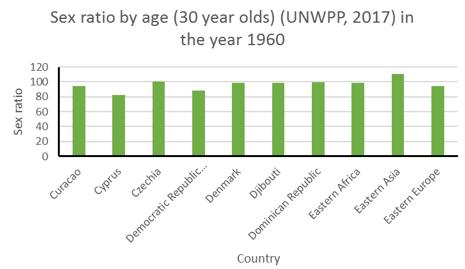 Sex ratio by age (30 year olds) (UNWPP, 2017) in
the year 1960
120
100
80
60
40
20
0
Sex ratio
Curacao
Cyprus
Czechia
Democratic Republic...
Denmark
Djibouti
Dominican Republic
Eastern Africa
Eastern Asia
Eastern Europe
Country